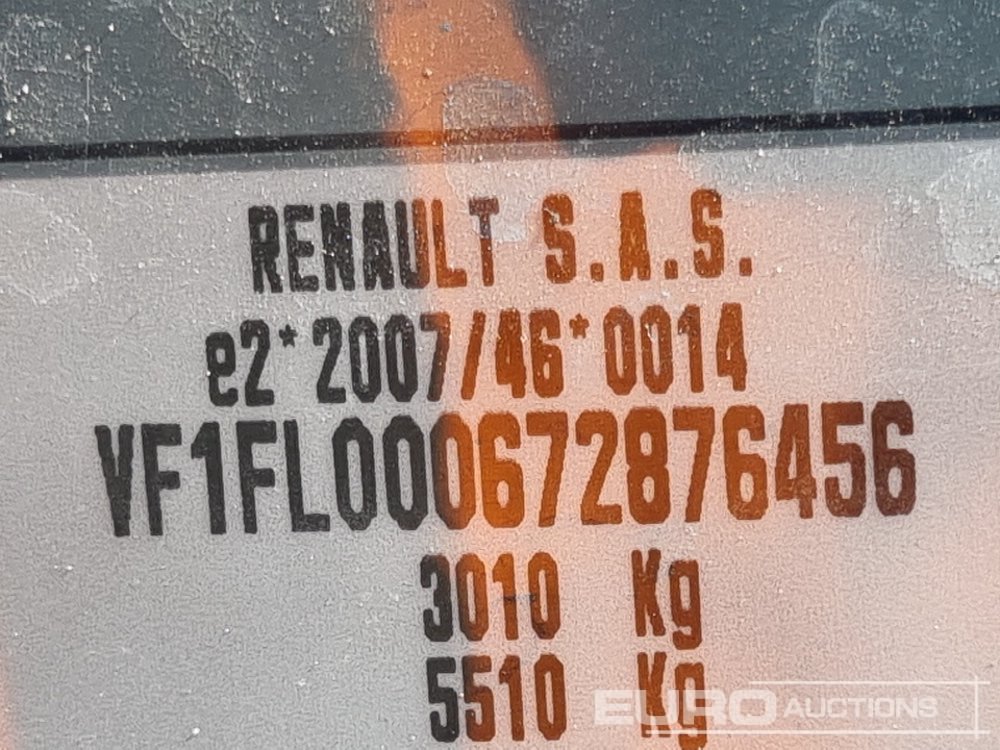 RENAULT S.A.S.
e2*2007/46*0014
VF1FL000672876456
3010 Kg
5510 Kg
EURO AUCTIONS